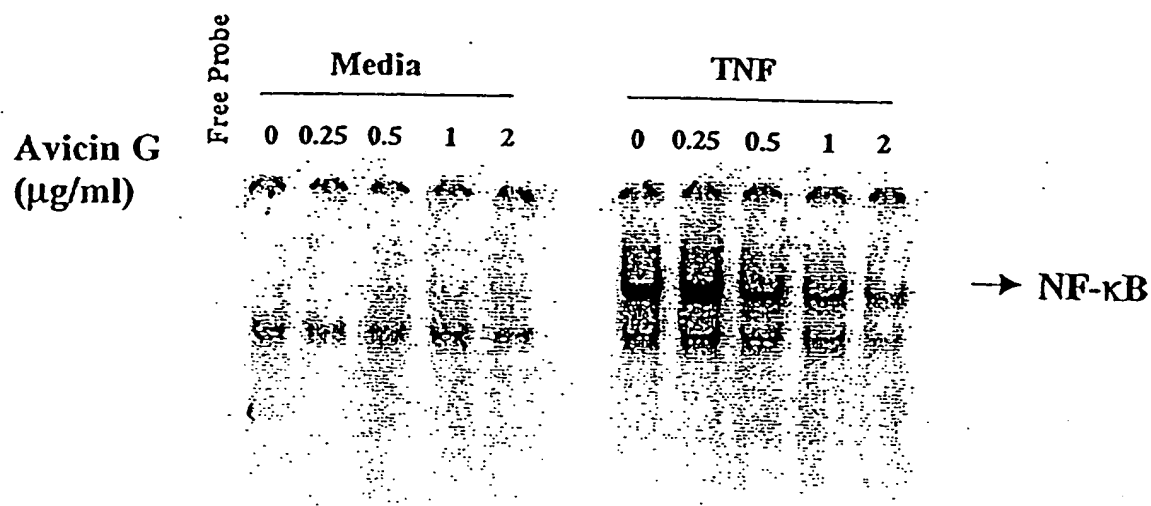 Free Probe
Media
TNF
Avicin G
(μg/ml)
0 0.25 0.5 1 2
0 0.25 0.5 1 2
→ NF-κB